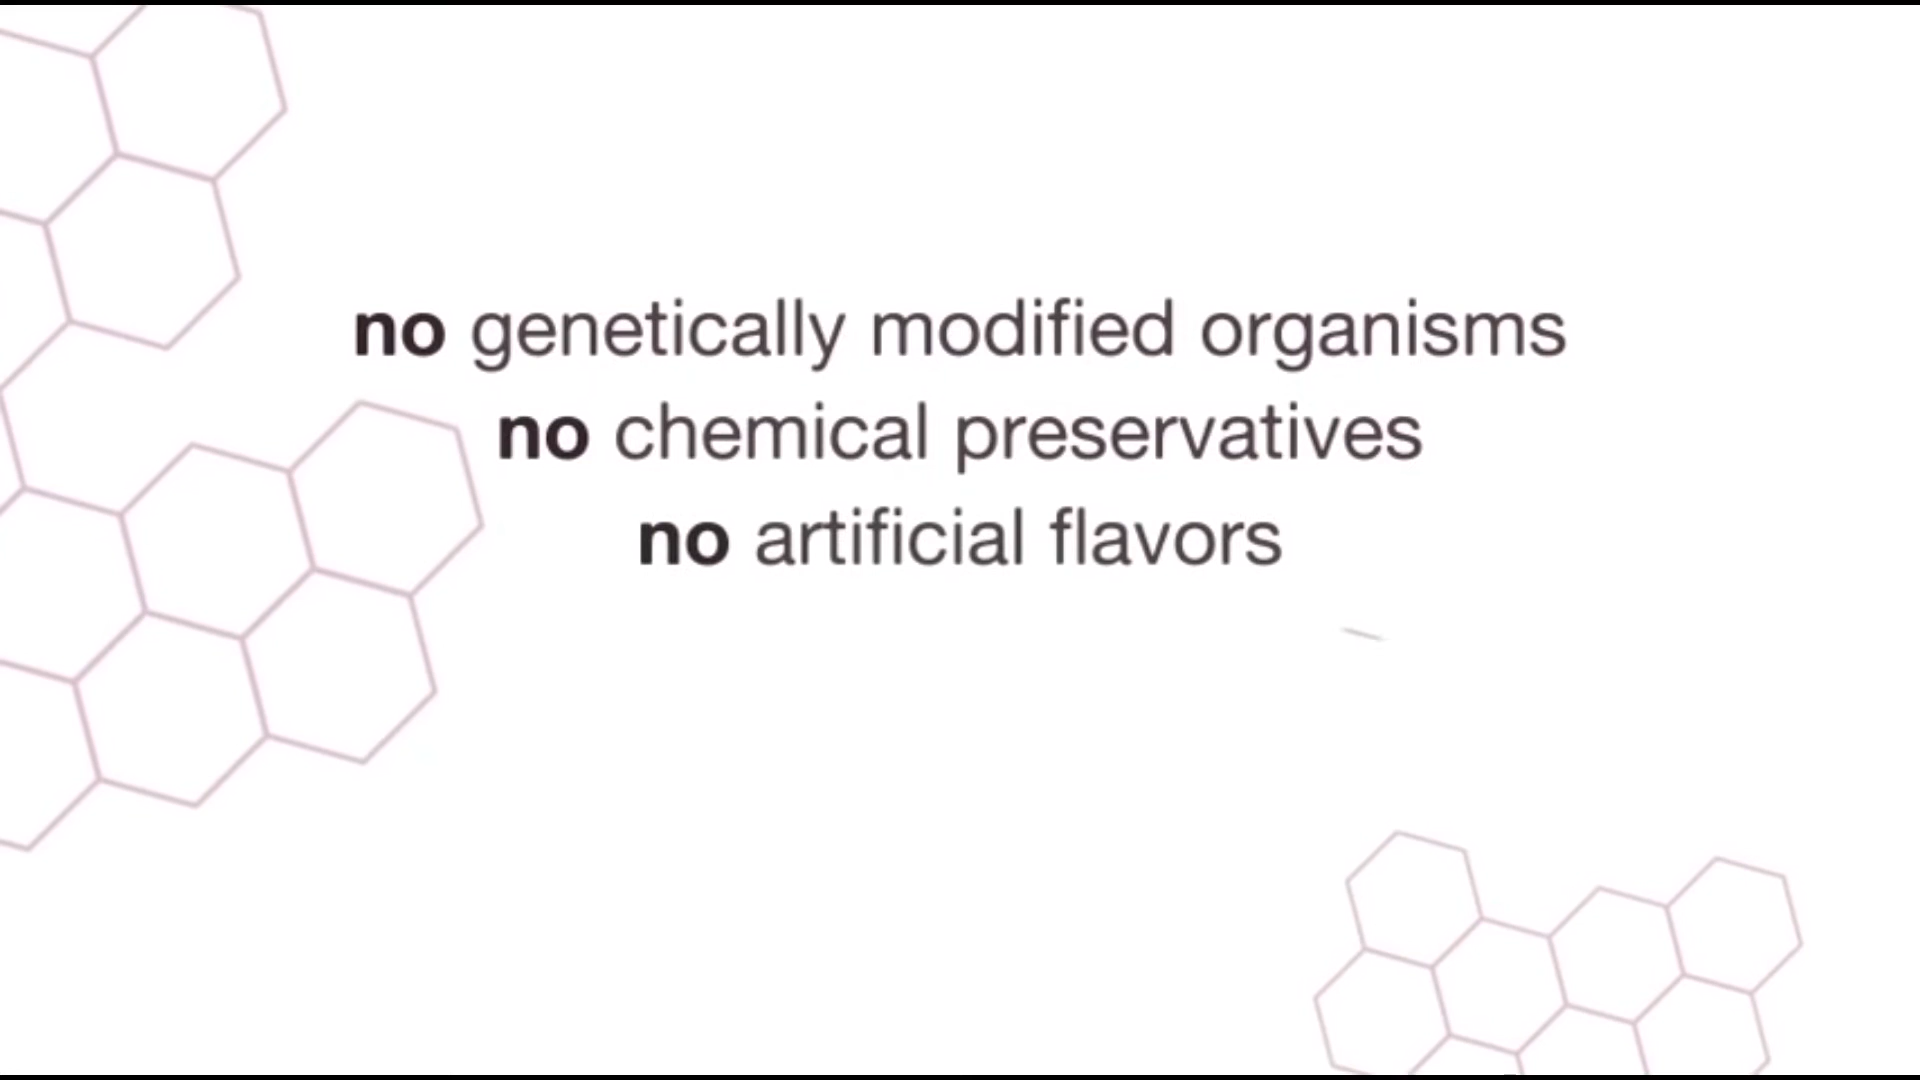 no genetically modified organisms
no chemical preservatives
no artificial flavors